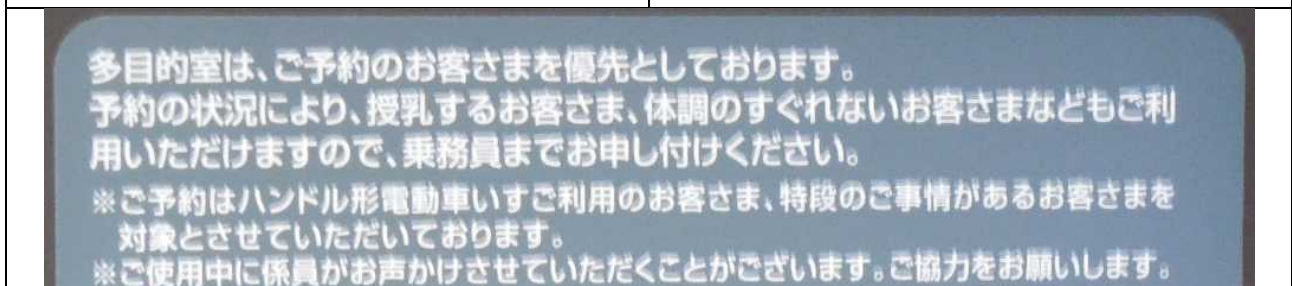 多目的室は、ご予約のお客さまを優先としております。
予約の状況により、授乳するお客さま、体調のすぐれないお客さまなどもご利
用いただけますので、乗務員までお申し付けください。
※ご予約はハンドル形電動車いすご利用のお客さま、特段のご事情があるお客さまを
対象とさせていただいております。
※ご使用中に係員がお声かけさせていただくことがございます。ご協力をお願いします。